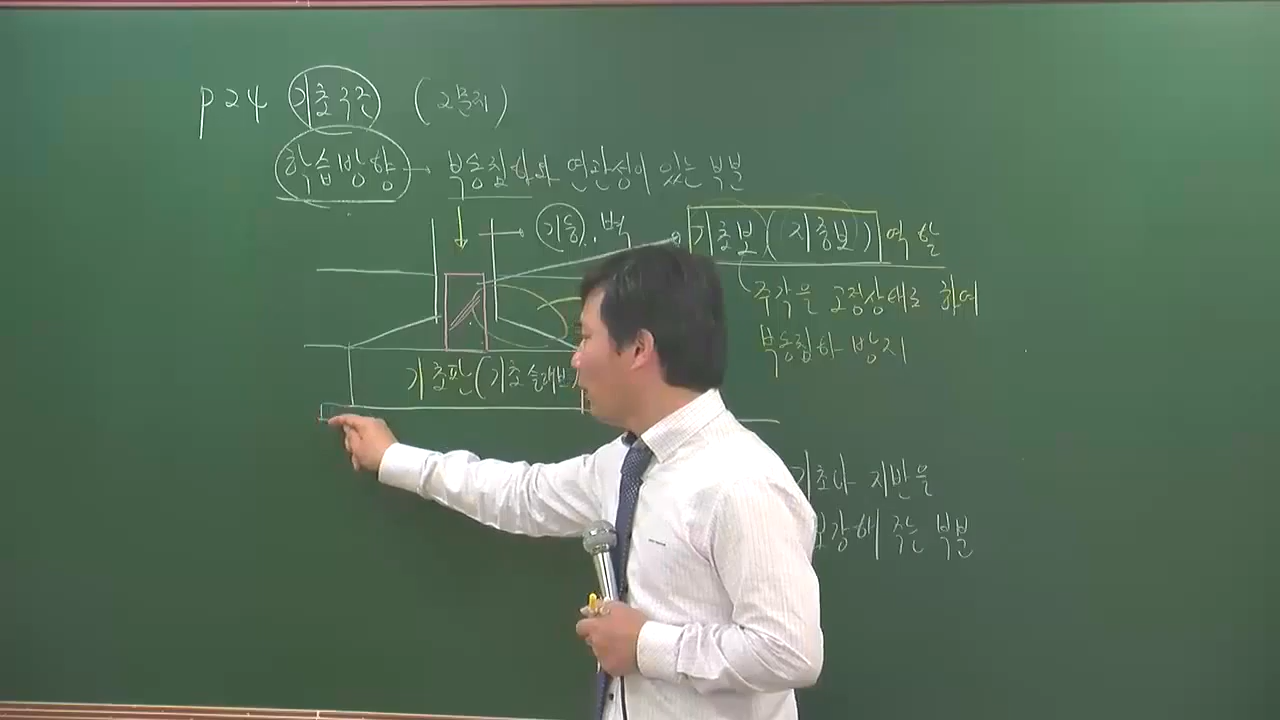 P 24 기초구조 (2문제)
학습방향 → 부동침하와 연관성이 있는 부분
기둥, 벽
기초보(지중보) 역할
주각을 고정상태로 하여
부동침하 방지
기초판(기초슬래브)
기초나 지반을
보강해 주는 부분